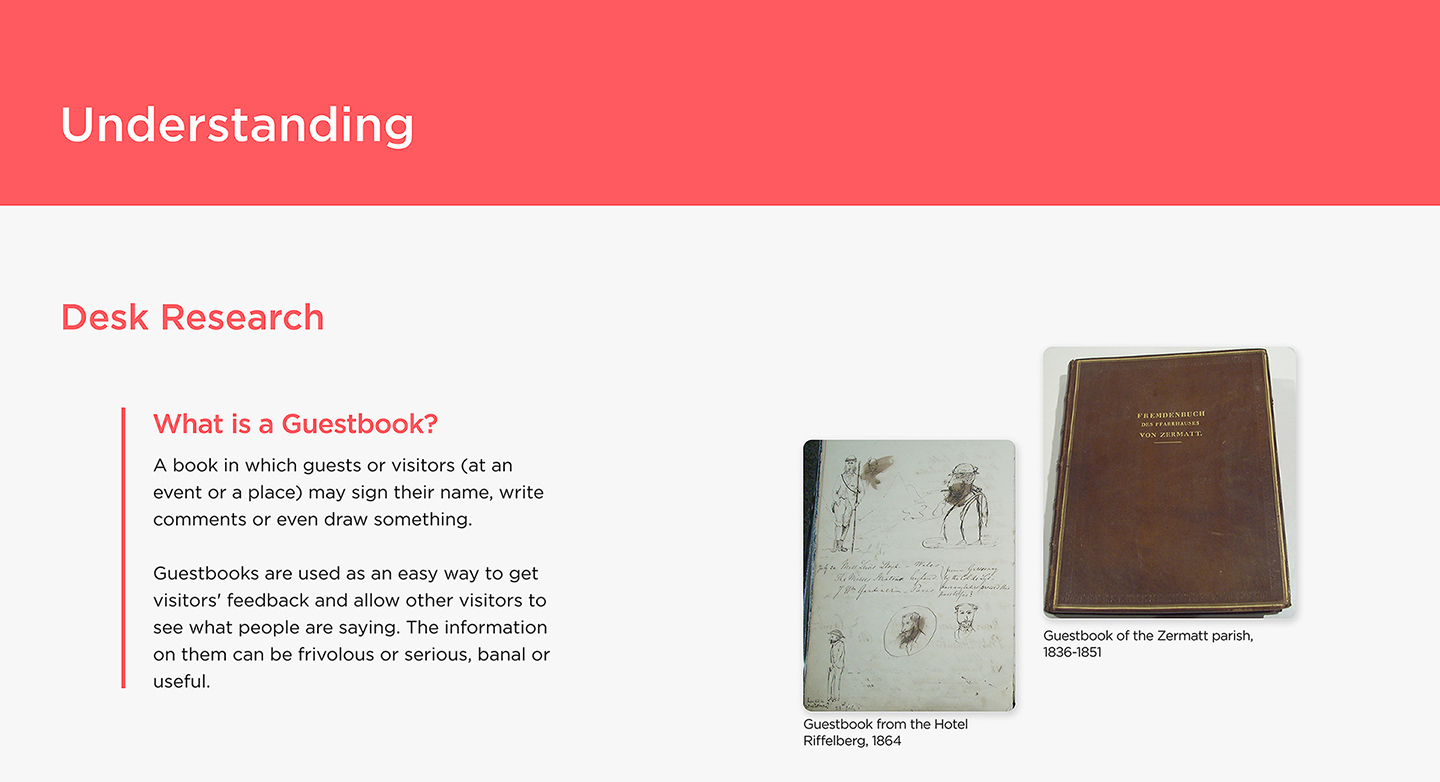 Understanding
Desk Research
What is a Guestbook?
A book in which guests or visitors (at an
event or a place) may sign their name, write
comments or even draw something.
Guestbooks are used as an easy way to get
visitors' feedback and allow other visitors to
see what people are saying. The information
on them can be frivolous or serious, banal or
useful.
FREMDENBUCH
DES PFARRHAUSES
VON ZERMATT.
Guestbook of the Zermatt parish,
1836-1851
July 20
Guestbook from the Hotel
Riffelberg, 1864